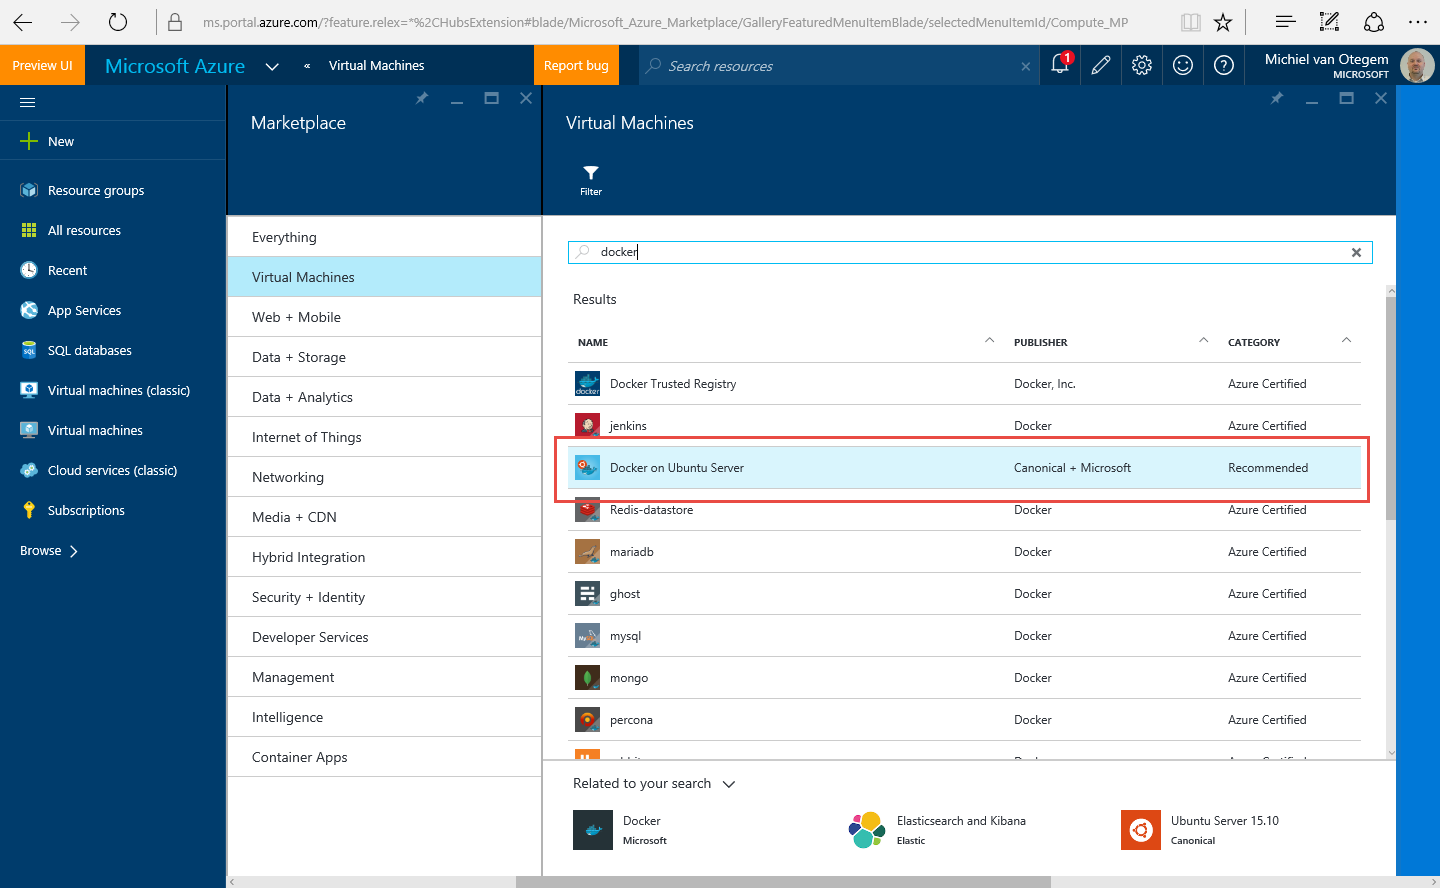 ms.portal.azure.com/?feature.relex=*%2CHubsExtension#blade/Microsoft_Azure_Marketplace/GalleryFeaturedMenuItemBlade/selectedMenuItemId/Compute_MP
Preview UI
Microsoft Azure
«
Virtual Machines
Report bug
Search resources
1
Michiel van Otegem
MICROSOFT
New
Resource groups
All resources
Recent
App Services
SQL databases
Virtual machines (classic)
Virtual machines
Cloud services (classic)
Subscriptions
Browse
Marketplace
Everything
Virtual Machines
Web + Mobile
Data + Storage
Data + Analytics
Internet of Things
Networking
Media + CDN
Hybrid Integration
Security + Identity
Developer Services
Management
Intelligence
Container Apps
Virtual Machines
Filter
docker
Results
NAME PUBLISHER CATEGORY
Docker Trusted Registry Docker, Inc. Azure Certified
jenkins Docker Azure Certified
Docker on Ubuntu Server Canonical + Microsoft Recommended
Redis-datastore Docker Azure Certified
mariadb Docker Azure Certified
ghost Docker Azure Certified
mysql Docker Azure Certified
mongo Docker Azure Certified
percona Docker Azure Certified
Related to your search
Docker
Microsoft
Elasticsearch and Kibana
Elastic
Ubuntu Server 15.10
Canonical